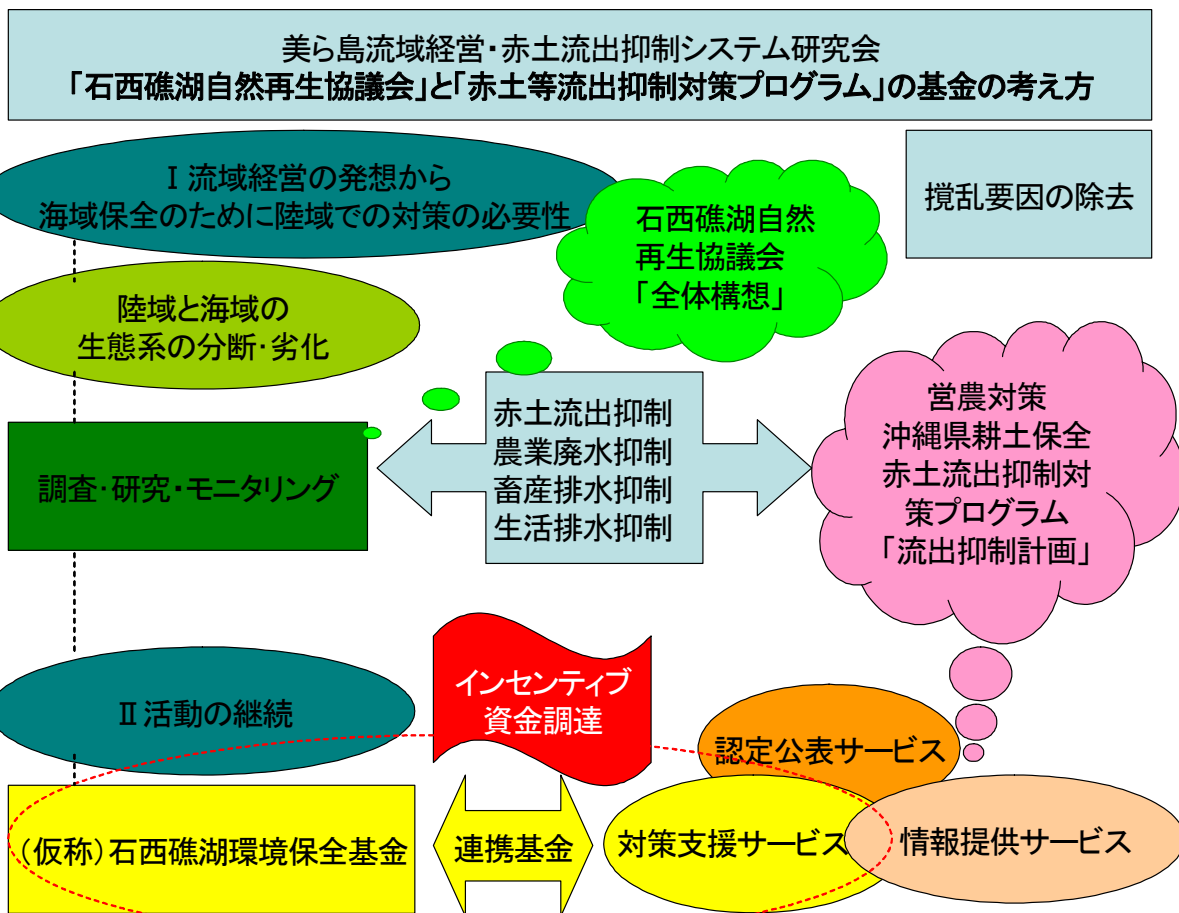 美ら島流域経営・赤土流出抑制システム研究会
「石西礁湖自然再生協議会」と「赤土等流出抑制対策プログラム」の基金の考え方
Ⅰ 流域経営の発想から
海域保全のために陸域での対策の必要性
石西礁湖自然
再生協議会
「全体構想」
撹乱要因の除去
陸域と海域の
生態系の分断・劣化
調査・研究・モニタリング
赤土流出抑制
農業廃水抑制
畜産排水抑制
生活排水抑制
営農対策
沖縄県耕土保全
赤土流出抑制対
策プログラム
「流出抑制計画」
Ⅱ 活動の継続
インセンティブ
資金調達
認定公表サービス
(仮称)石西礁湖環境保全基金
連携基金
対策支援サービス
情報提供サービス